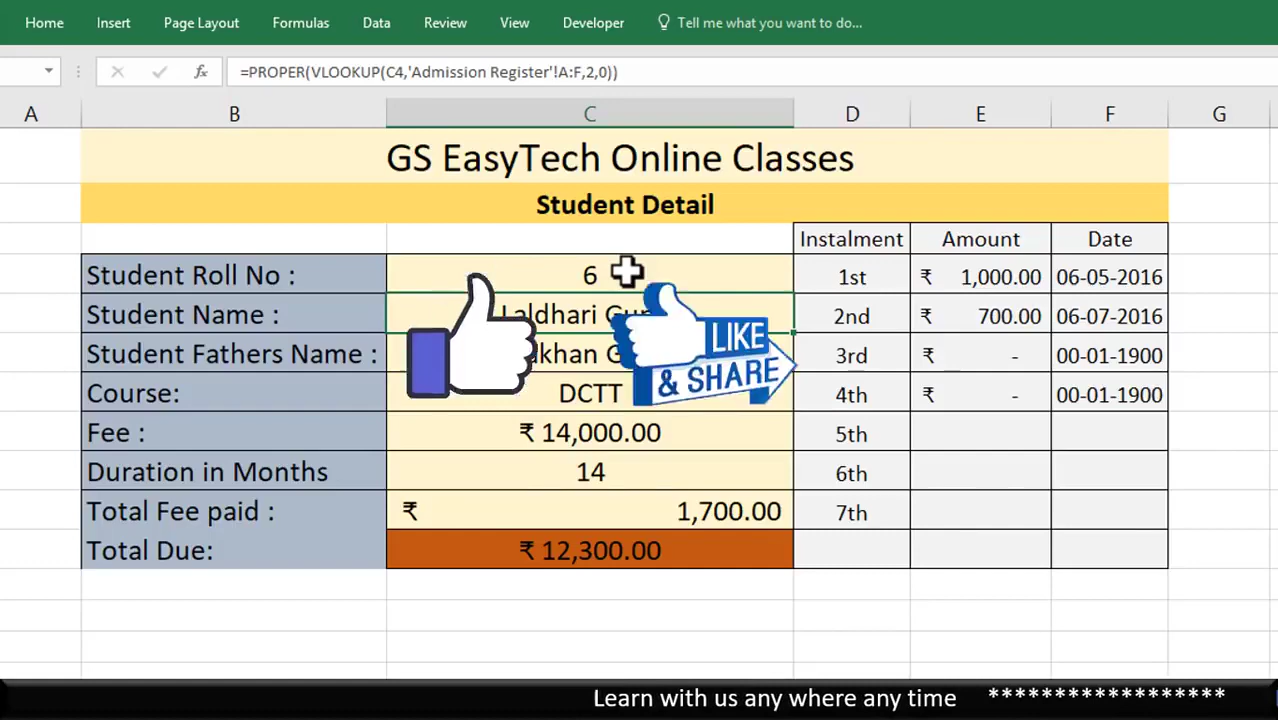 Home Insert Page Layout Formulas Data Review View Developer Tell me what you want to do...
fx =PROPER(VLOOKUP(C4,'Admission Register'!A:F,2,0))
A B C D E F G
GS EasyTech Online Classes
Student Detail
Instalment Amount Date
Student Roll No : 6 1st ₹ 1,000.00 06-05-2016
Student Name : Laldhari 2nd ₹ 700.00 06-07-2016
Student Fathers Name : 3rd ₹ - 00-01-1900
LIKE
& SHARE
Course: DCTT 4th ₹ - 00-01-1900
Fee : ₹ 14,000.00 5th
Duration in Months 14 6th
Total Fee paid : ₹ 1,700.00 7th
Total Due: ₹ 12,300.00
Learn with us any where any time *****************